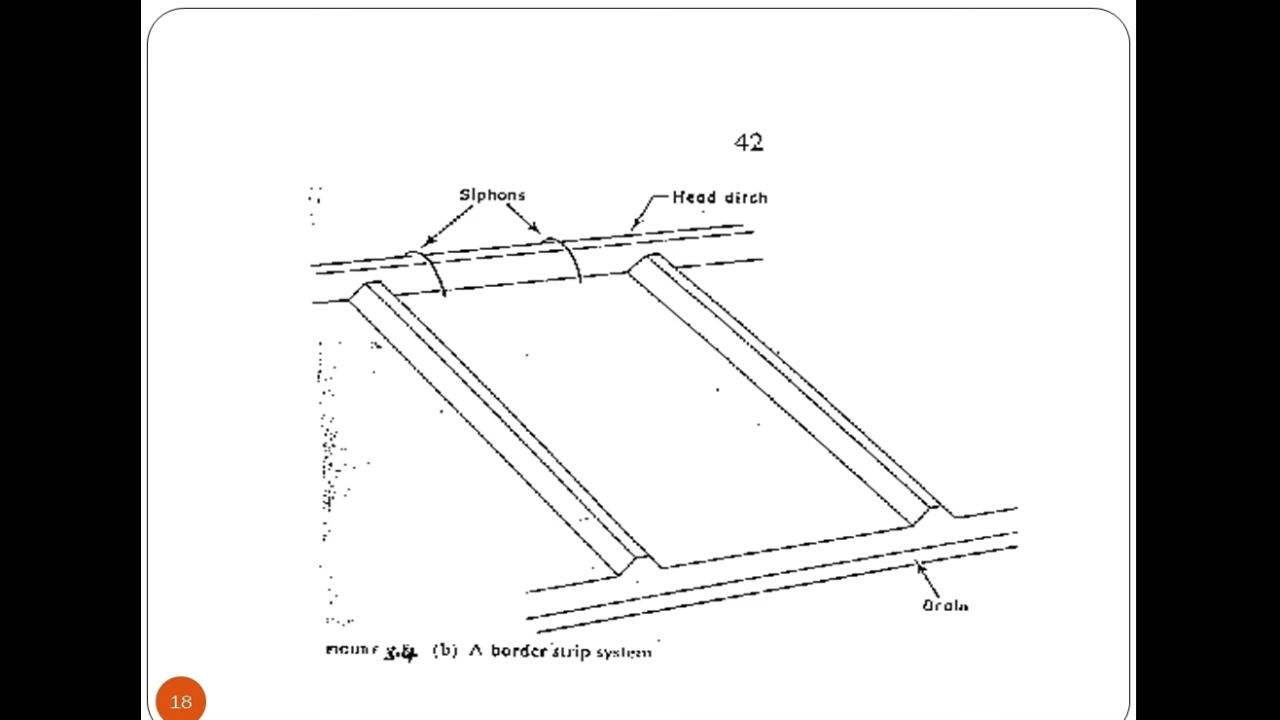 42
Siphons
Head ditch
Drain
(b) A border strip system
18